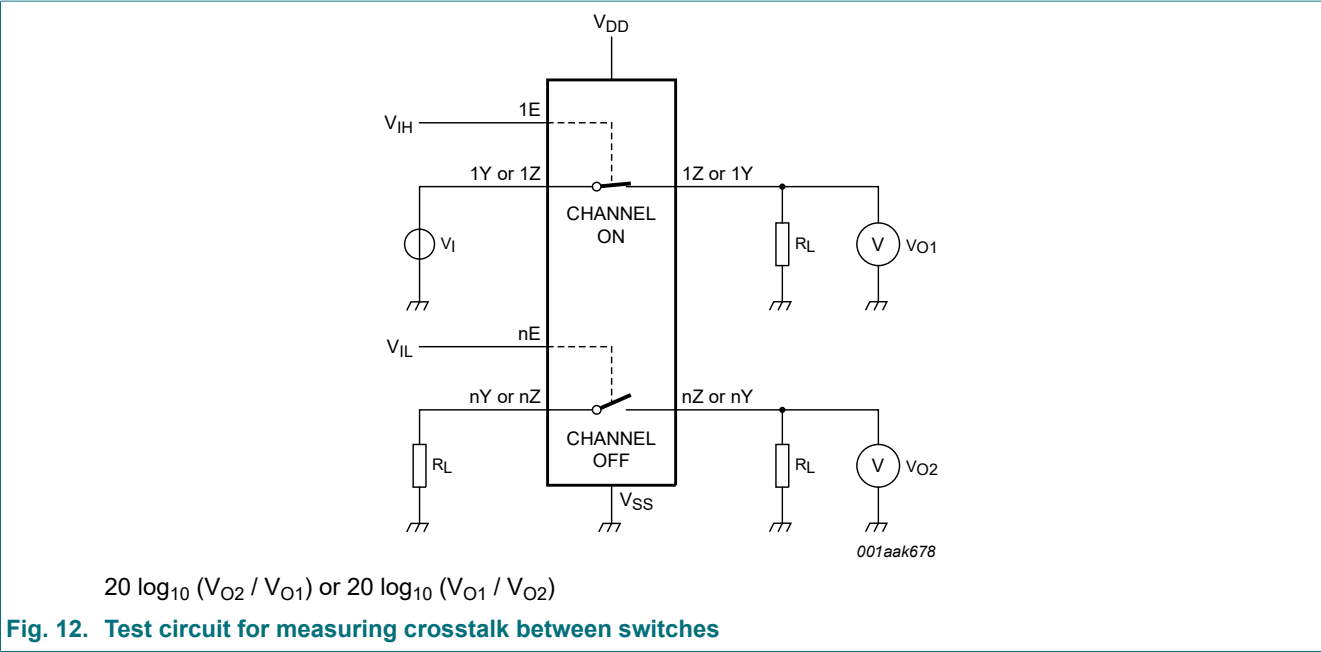 VDD
1E
VIH
1Y or 1Z
1Z or 1Y
CHANNEL
ON
VI
RL
V
VO1
nE
VIL
nY or nZ
nZ or nY
CHANNEL
OFF
RL
RL
V
VO2
VSS
001aak678
20 log10 (VO2 / VO1) or 20 log10 (VO1 / VO2)
Fig. 12. Test circuit for measuring crosstalk between switches